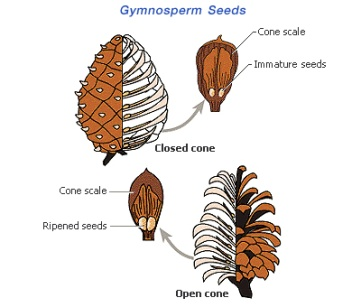 Gymnosperm Seeds
Cone scale
Immature seeds
Closed cone
Cone scale
Ripened seeds
Open cone